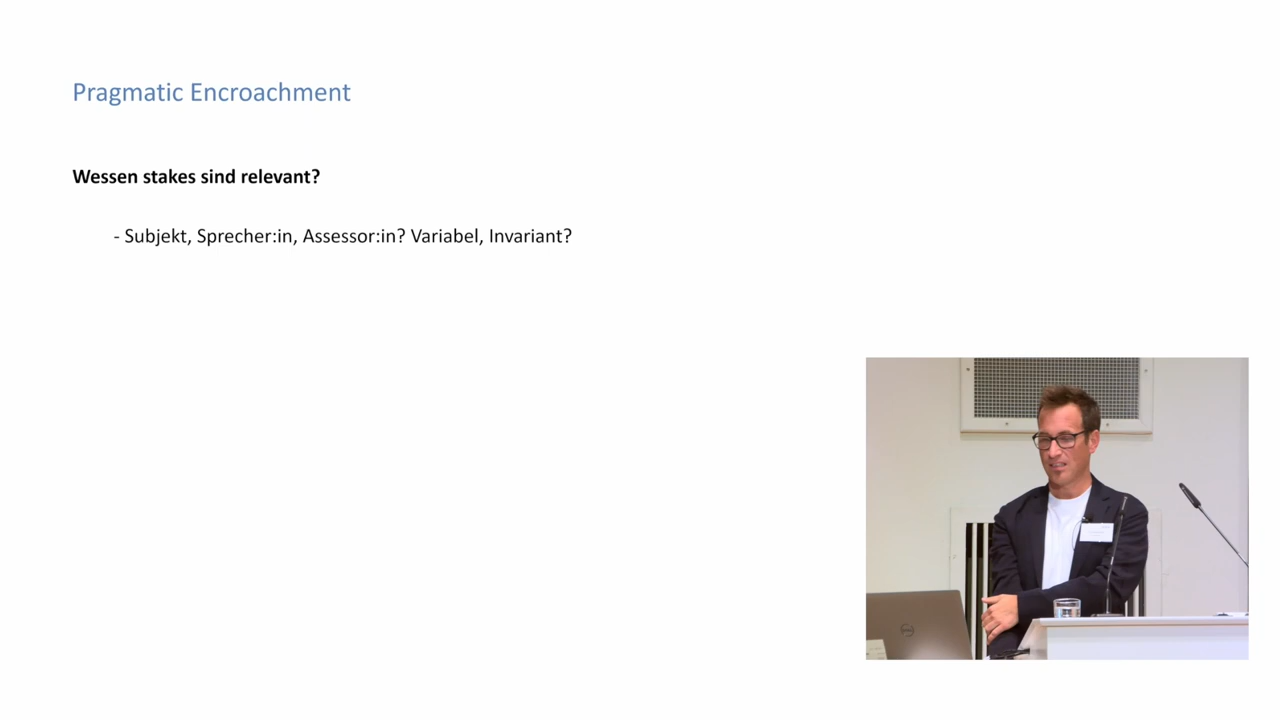 Pragmatic Encroachment
Wessen stakes sind relevant?
- Subjekt, Sprecher:in, Assessor:in? Variabel, Invariant?